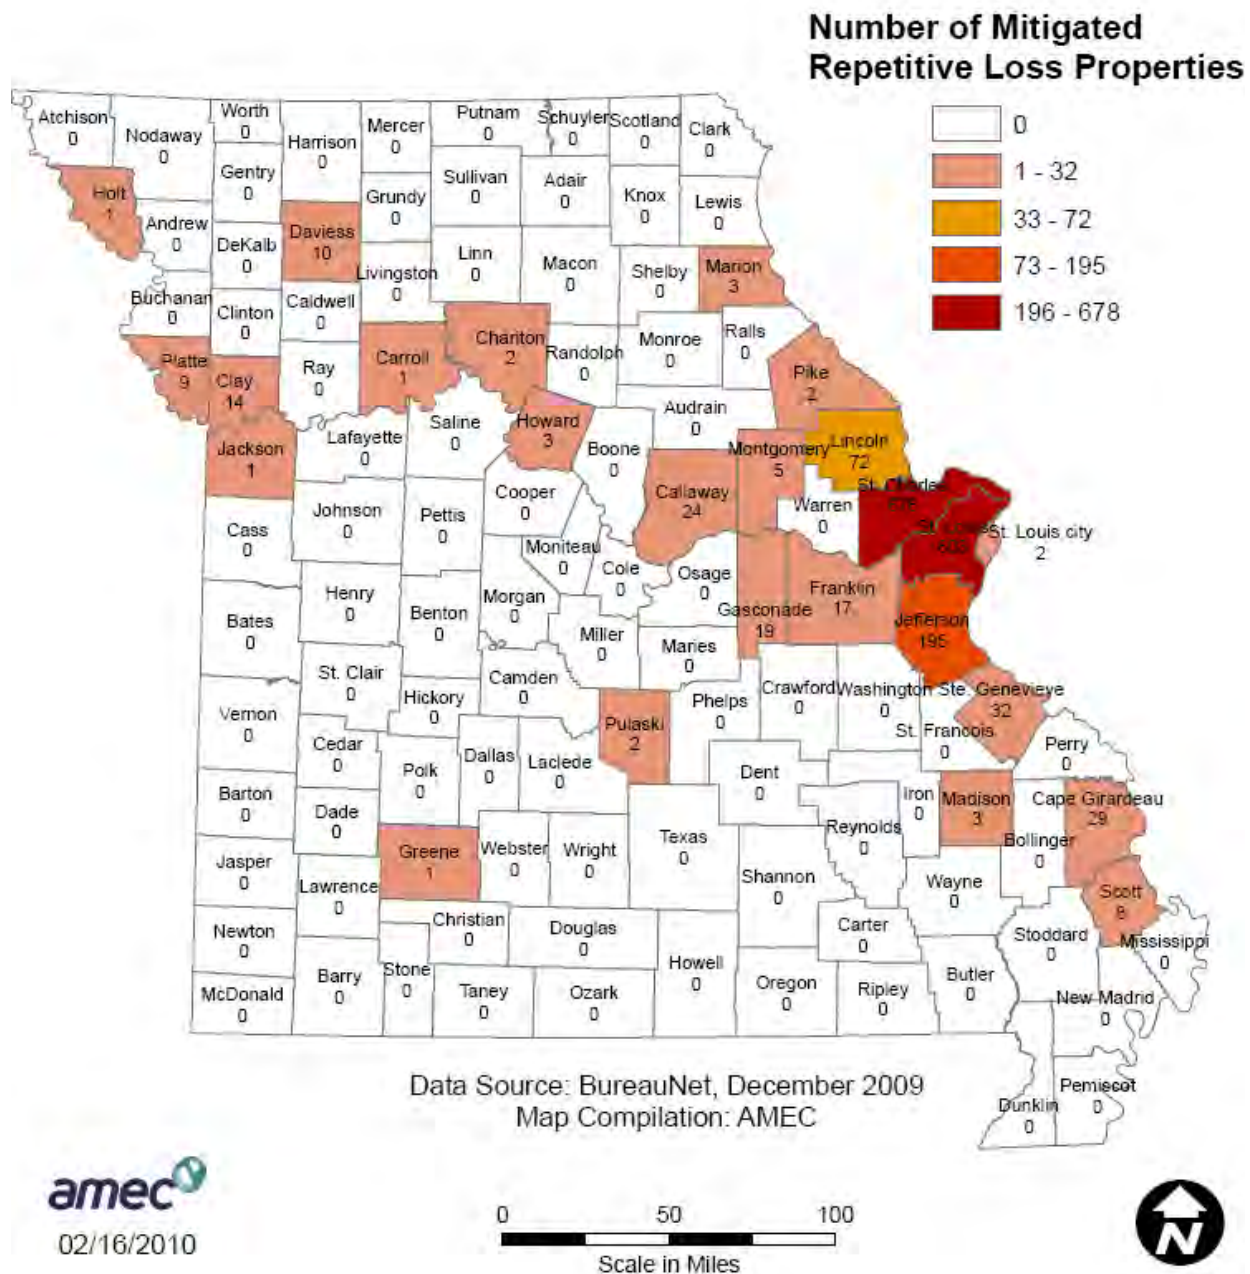 Number of Mitigated
Repetitive Loss Properties
0
1 - 32
33 - 72
73 - 195
196 - 678
Atchison
0
Nodaway
0
Worth
0
Harrison
0
Mercer
0
Putnam
0
Schuyler
0
Scotland
0
Clark
0
Holt
1
Andrew
0
Gentry
0
DeKalb
0
Daviess
10
Grundy
0
Sullivan
0
Adair
0
Knox
0
Lewis
0
Livingston
0
Linn
0
Macon
0
Shelby
0
Marion
3
Buchanan
0
Clinton
0
Caldwell
0
Platte
9
Clay
14
Ray
0
Carroll
1
Chariton
2
Randolph
0
Monroe
0
Ralls
0
Pike
2
Audrain
0
Jackson
1
Lafayette
0
Saline
0
Howard
3
Boone
0
Callaway
24
Montgomery
5
Lincoln
72
Warren
0
St. Charles
St. Louis city
2
Cass
0
Johnson
0
Pettis
0
Cooper
0
Moniteau
0
Cole
0
Osage
0
Gasconade
19
Franklin
17
Jefferson
195
Bates
0
Henry
0
Benton
0
Morgan
0
Miller
0
Maries
0
St. Clair
0
Hickory
0
Camden
0
Pulaski
2
Phelps
0
Crawford
0
Washington
0
Ste. Genevieve
32
St. Francois
0
Perry
0
Vernon
0
Cedar
0
Polk
0
Dallas
0
Laclede
0
Dent
0
Iron
0
Madison
3
Cape Girardeau
29
Bollinger
0
Barton
0
Dade
0
Greene
1
Webster
0
Wright
0
Texas
0
Reynolds
0
Shannon
0
Wayne
0
Scott
Jasper
0
Lawrence
0
Christian
0
Douglas
0
Carter
0
Stoddard
0
Mississippi
0
Newton
0
McDonald
0
Barry
0
Stone
0
Taney
0
Ozark
0
Howell
0
Oregon
0
Ripley
0
Butler
0
New Madrid
0
Pemiscot
0
Dunklin
0
Data Source: BureauNet, December 2009
Map Compilation: AMEC
amec
02/16/2010
0 50 100
Scale in Miles
N